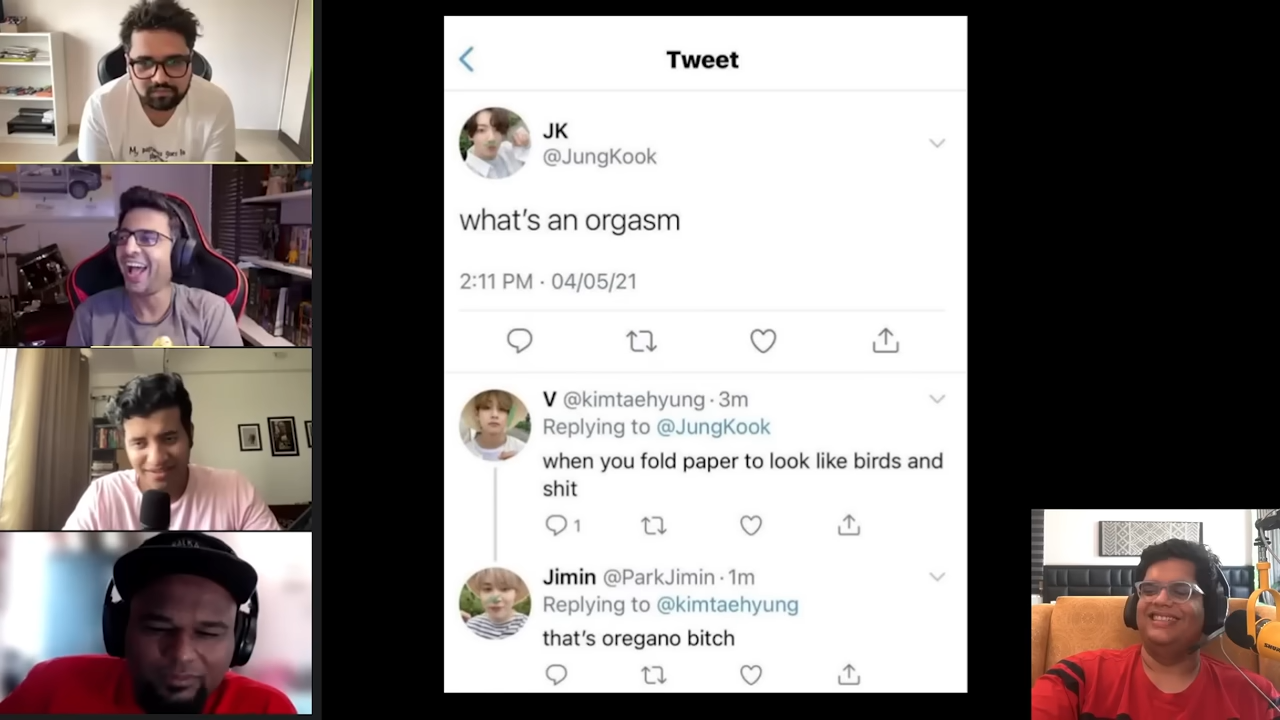 Tweet
JK
@JungKook
what's an orgasm
2:11 PM · 04/05/21
V @kimtaehyung · 3m
Replying to @JungKook
when you fold paper to look like birds and
shit
1
Jimin @ParkJimin · 1m
Replying to @kimtaehyung
that's oregano bitch